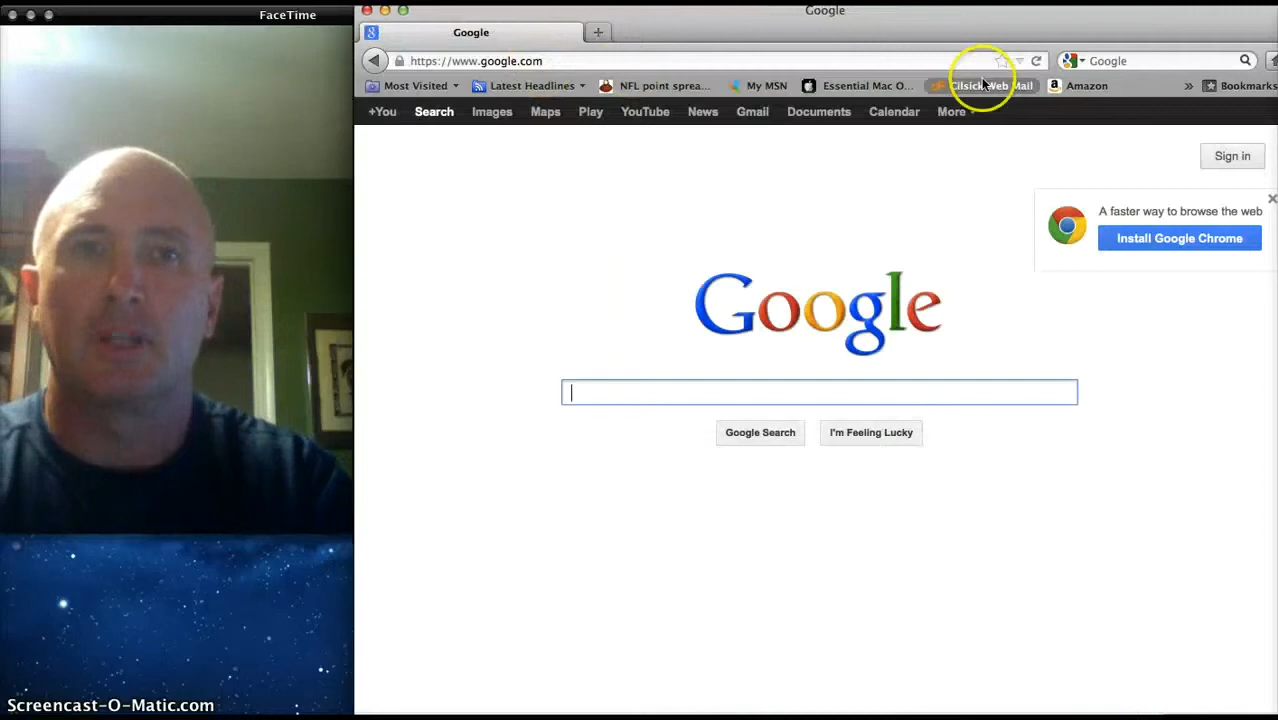 FaceTime
Google
Google
https://www.google.com
Google
Most Visited
Latest Headlines
NFL point sprea...
My MSN
Essential Mac O...
Web Mail
Amazon
»
Bookmarks
+You Search Images Maps Play YouTube News Gmail Documents Calendar More
Sign in
A faster way to browse the web
Install Google Chrome
Google
Google Search
I'm Feeling Lucky
Screencast-O-Matic.com